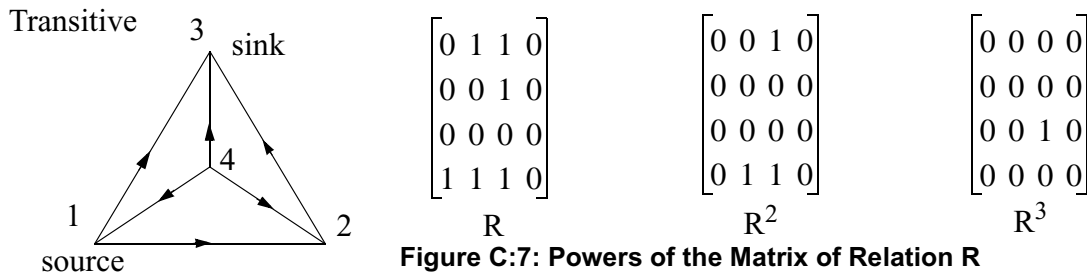 Transitive
3
sink
4
1
2
source
0 1 1 0
0 0 1 0
0 0 0 0
1 1 1 0
R
0 0 1 0
0 0 0 0
0 0 0 0
0 1 1 0
R²
0 0 0 0
0 0 0 0
0 0 1 0
0 0 0 0
R³
Figure C:7: Powers of the Matrix of Relation R